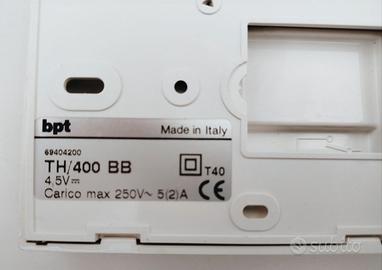 bpt
Made in Italy
69404200
TH/400 BB
T40
4,5V⎓
Carico max 250V~ 5(2)A
CE
subito